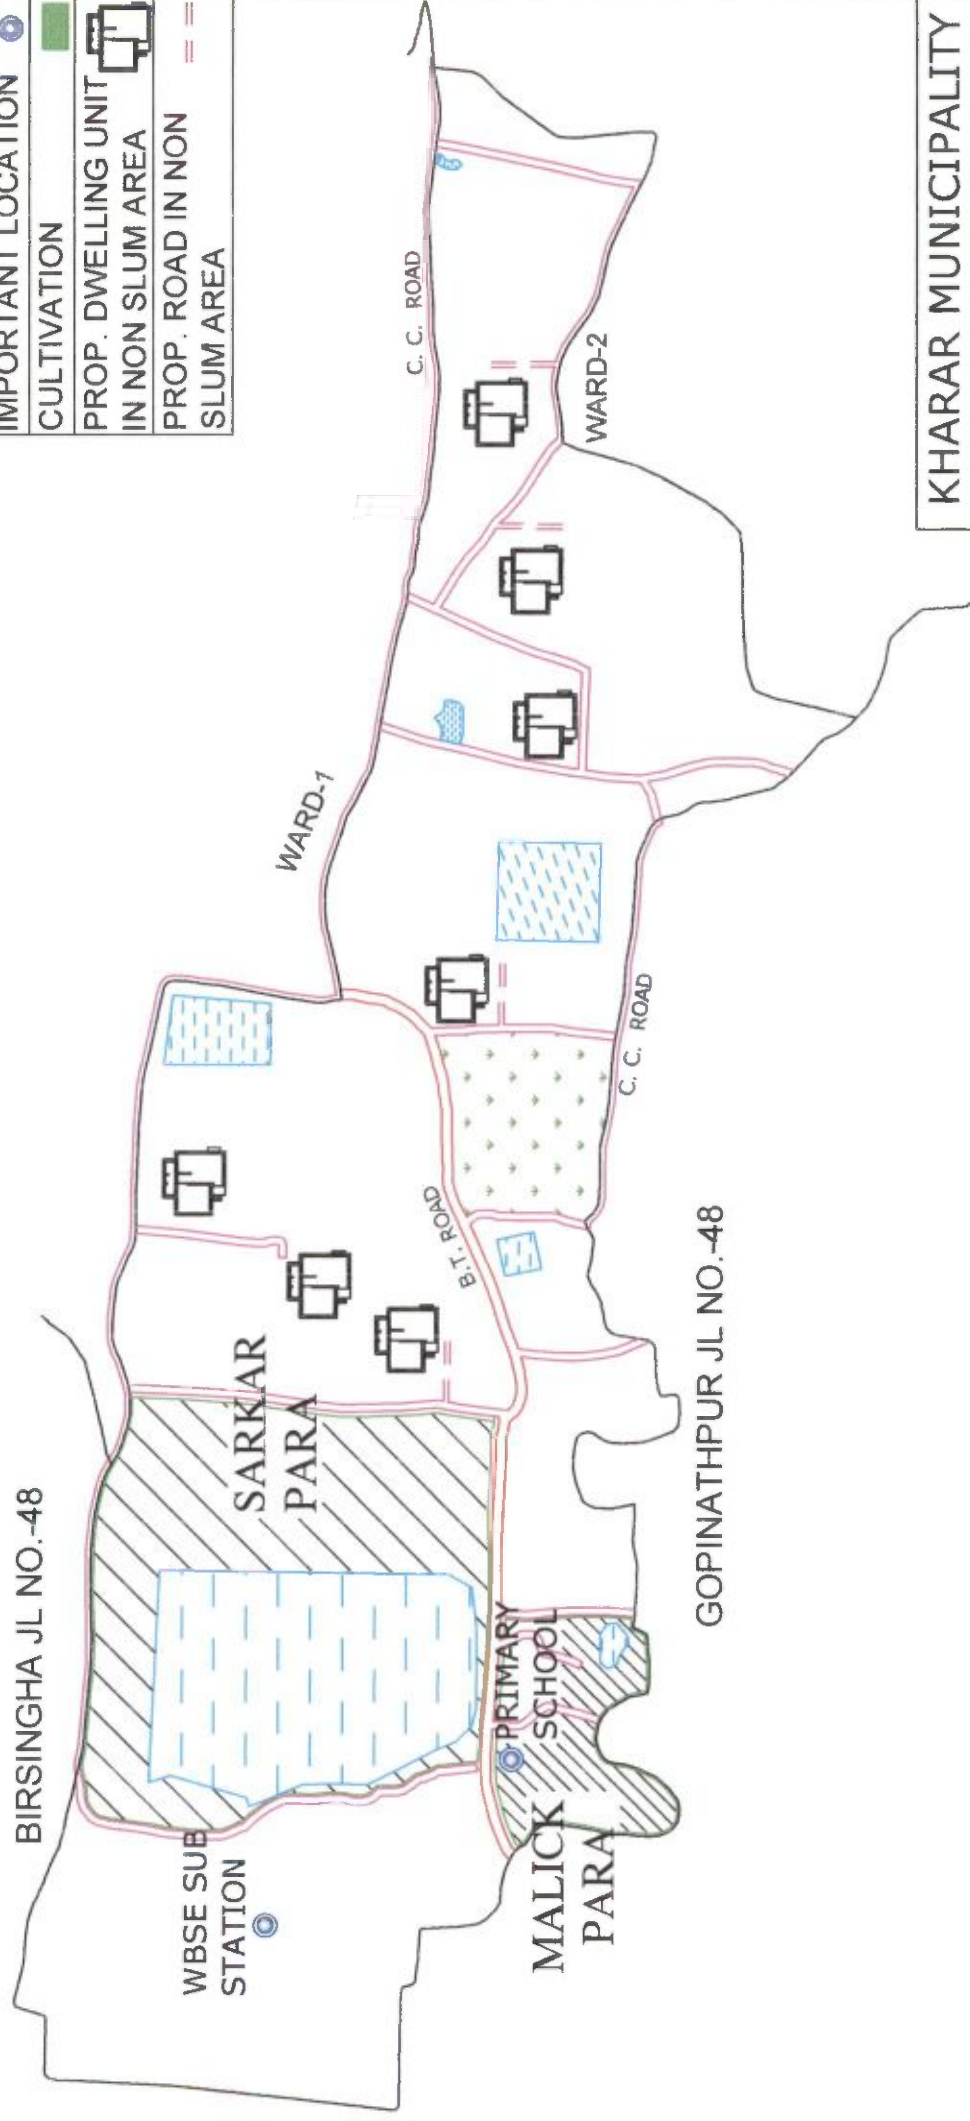 IMPORTANT LOCATION
CULTIVATION
PROP. DWELLING UNIT
IN NON SLUM AREA
PROP. ROAD IN NON
SLUM AREA
BIRSINGHA JL NO.-48
WARD-1
C. C. ROAD
WARD-2
SARKAR
PARA
B.T. ROAD
C. C. ROAD
WBSE SUB
STATION
PRIMARY
SCHOOL
MALICK
PARA
GOPINATHPUR JL NO.-48
KHARAR MUNICIPALITY